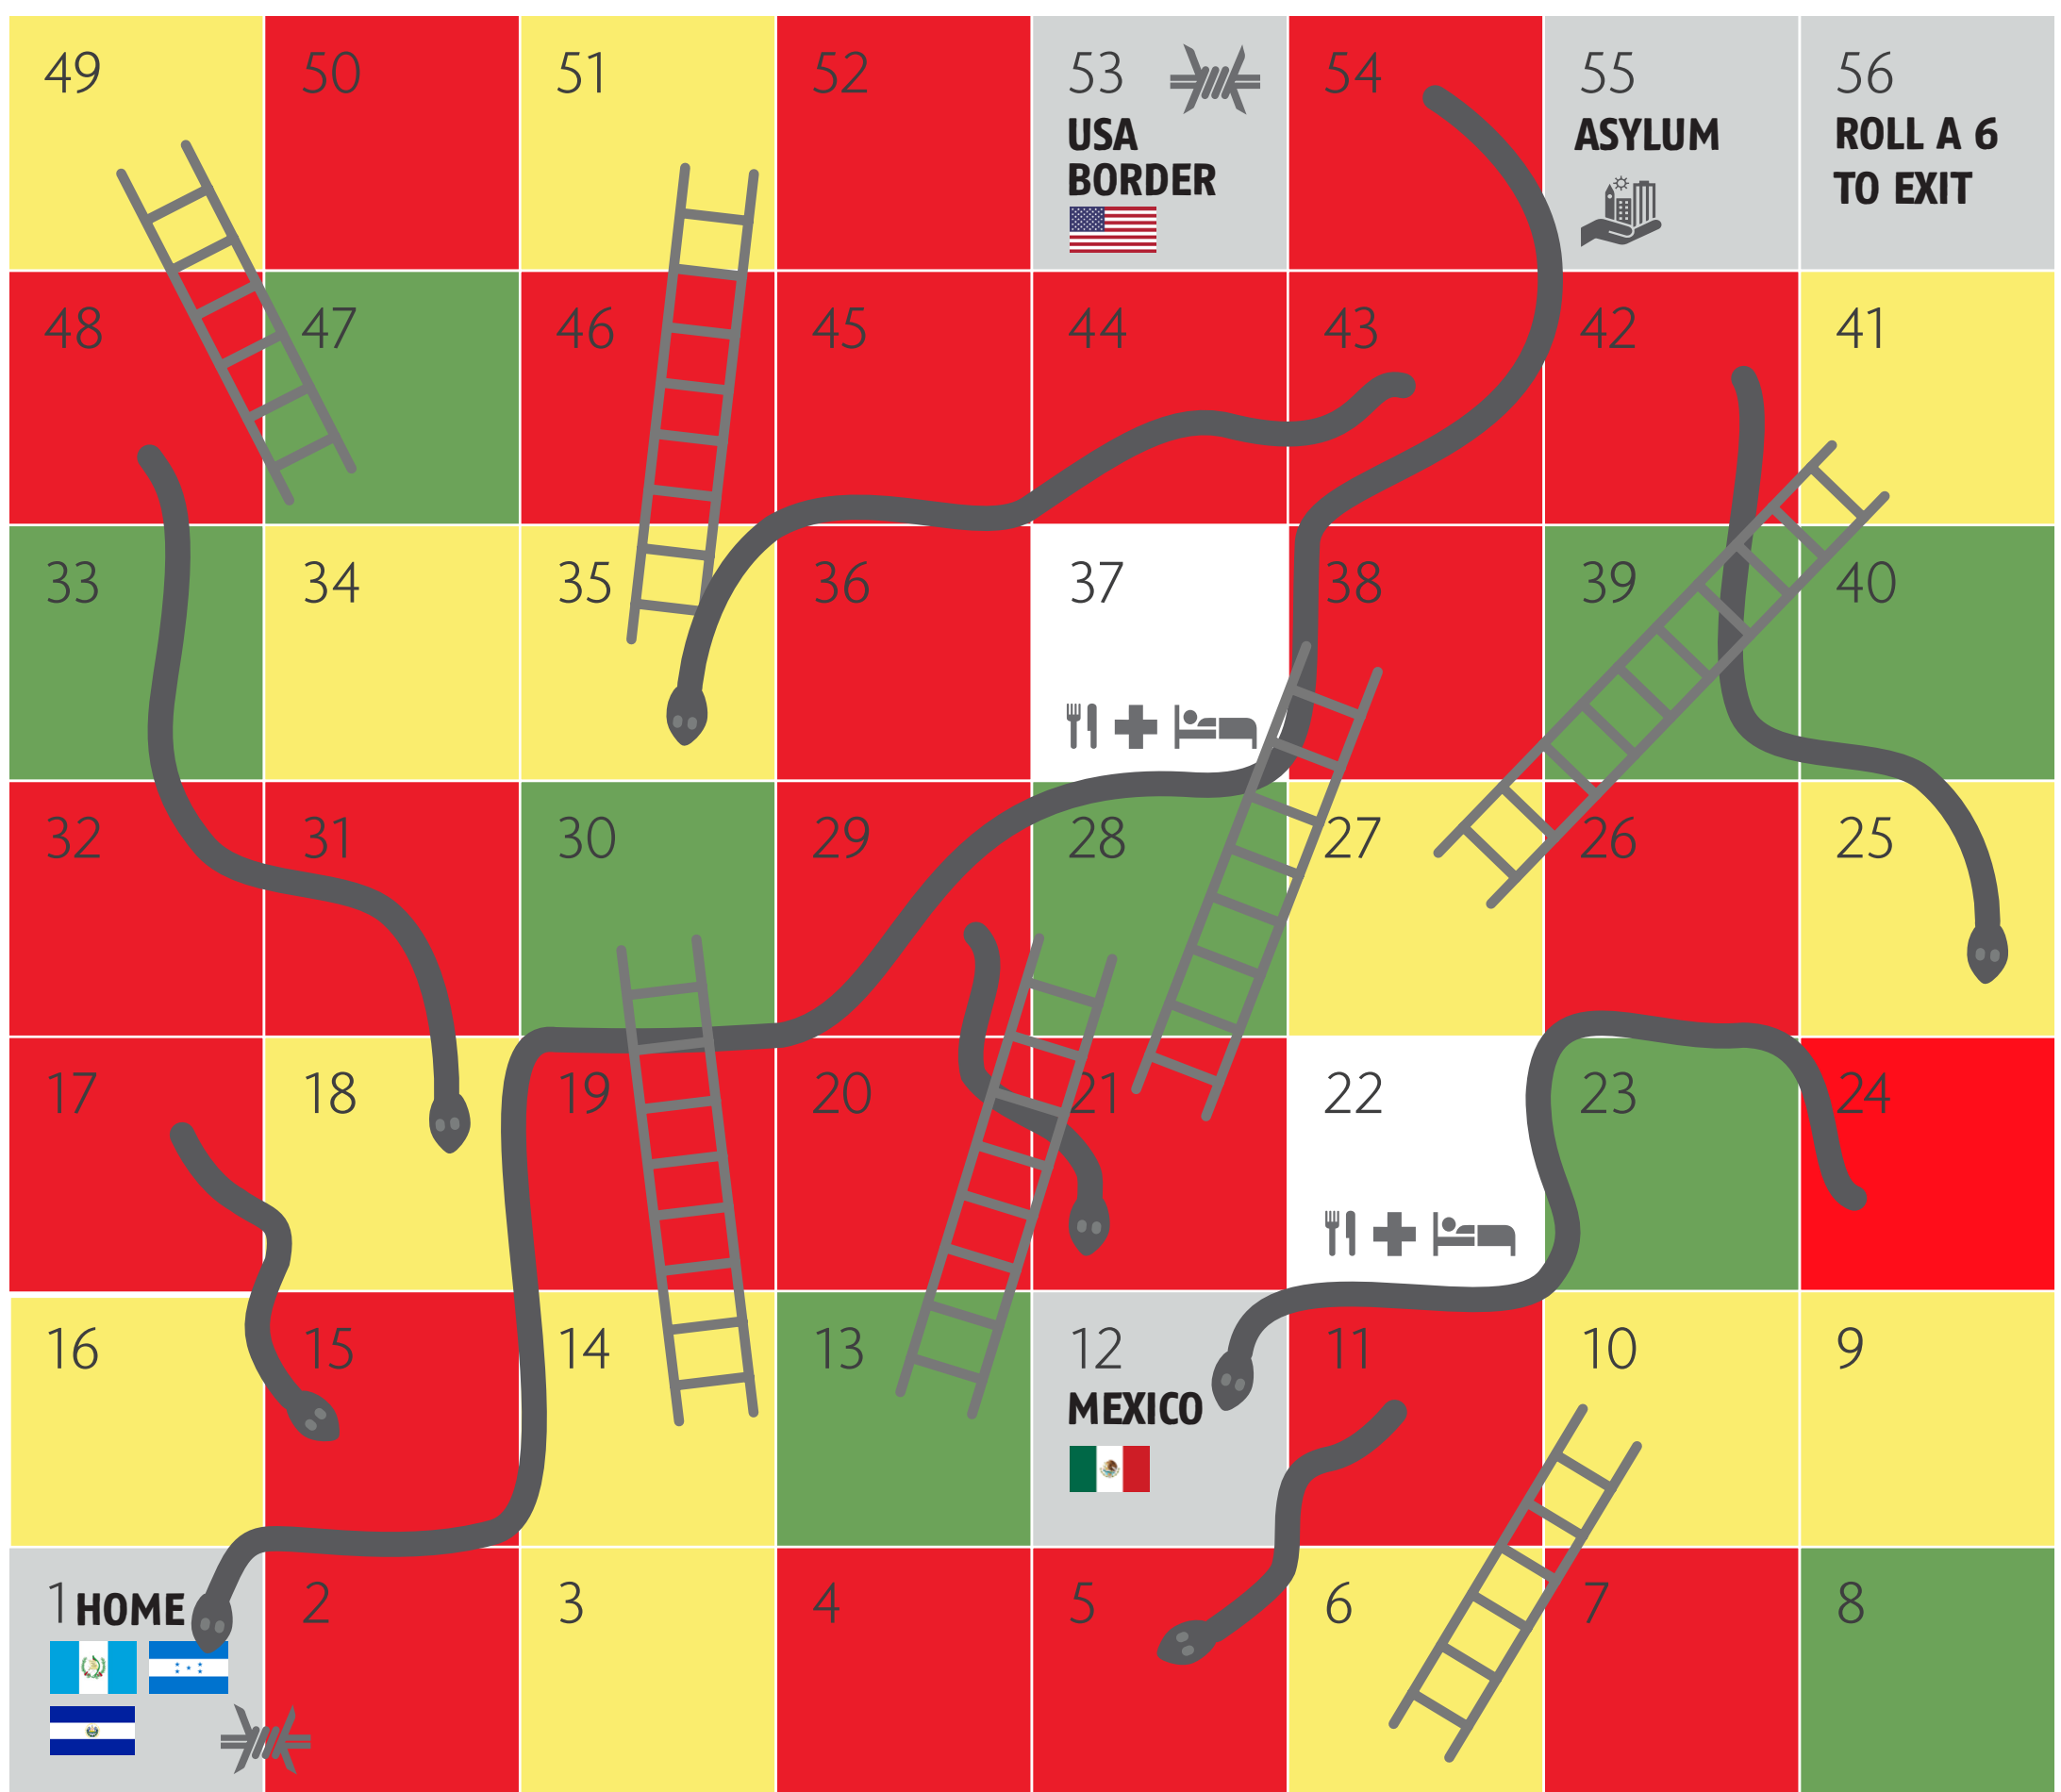 49 50 51 52 53 54 55 56
USA
BORDER
ASYLUM
ROLL A 6
TO EXIT
48 47 46 45 44 43 42 41
33 34 35 36 37 38 39 40
32 31 30 29 28 27 26 25
17 18 19 20 21 22 23 24
16 15 14 13 12 11 10 9
MEXICO
1 HOME 2 3 4 5 6 7 8